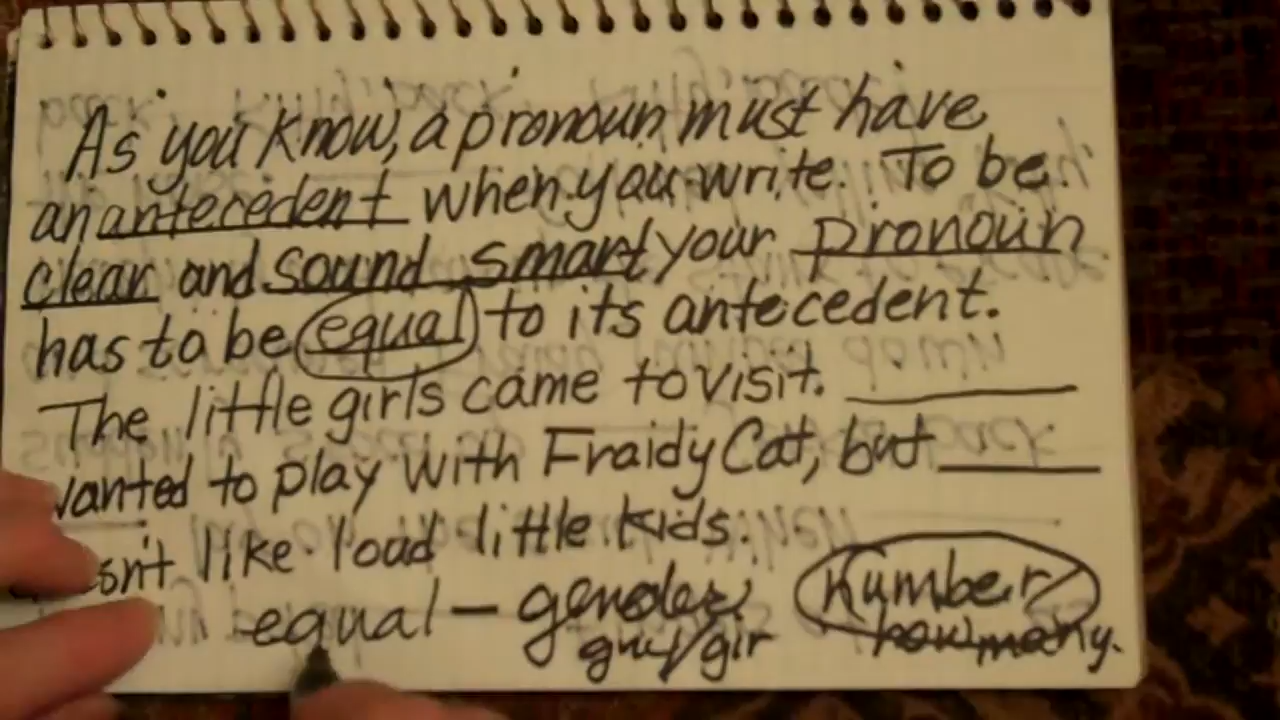 As you know, a pronoun must have
an antecedent when you write. To be
clear and sound smart your pronoun
has to be equal to its antecedent.
The little girls came to visit.
wanted to play with Fraidy Cat, but
sn't like loud little kids.
equal - gender Number
guy/girl how many.